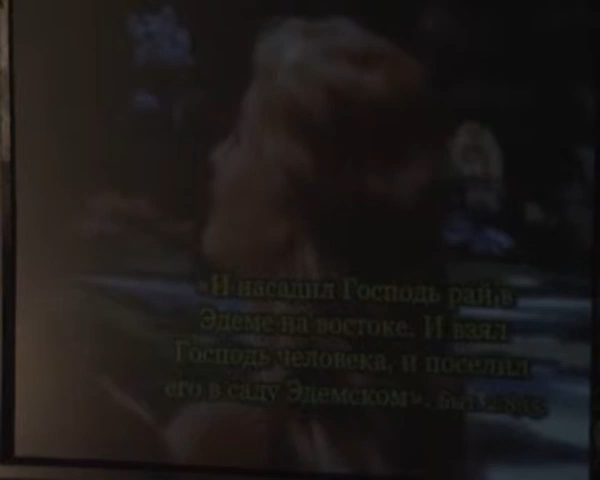 «И насадил Господь рай в
Эдеме на востоке. И взял
Господь человека, и поселил
его в саду Эдемском».